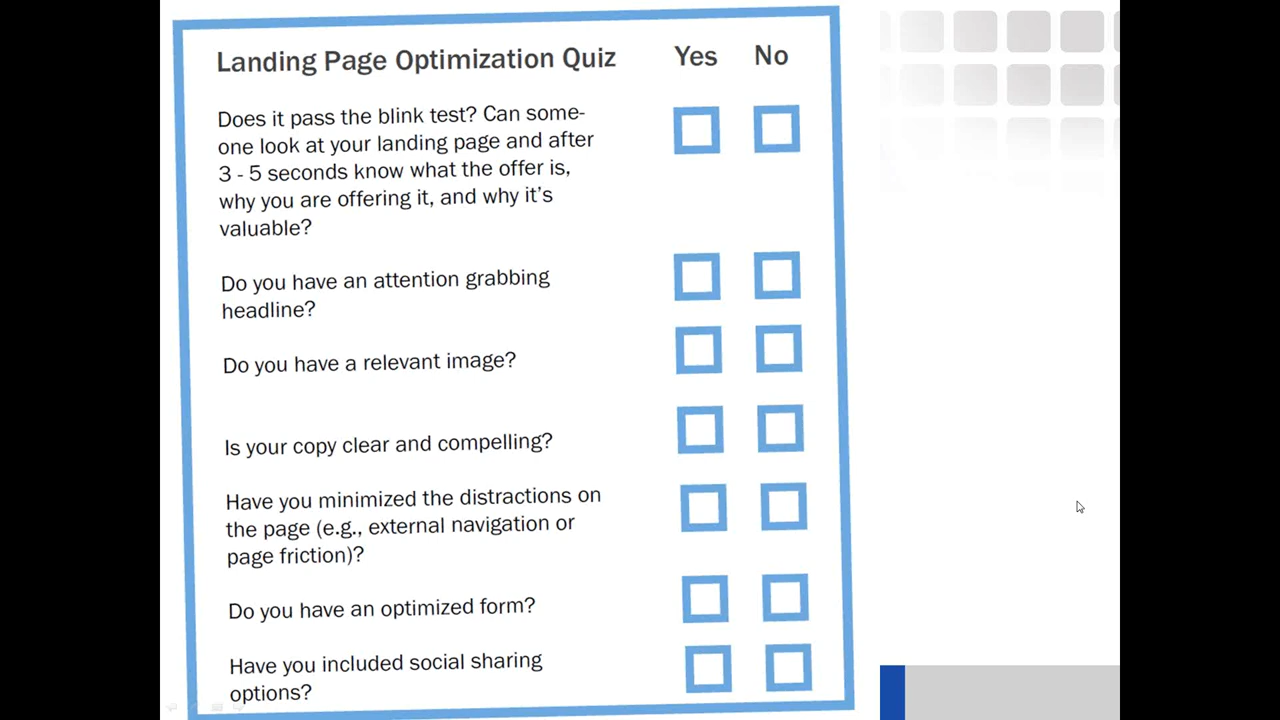 Landing Page Optimization Quiz Yes No
Does it pass the blink test? Can some-
one look at your landing page and after
3 - 5 seconds know what the offer is,
why you are offering it, and why it's
valuable?
Do you have an attention grabbing
headline?
Do you have a relevant image?
Is your copy clear and compelling?
Have you minimized the distractions on
the page (e.g., external navigation or
page friction)?
Do you have an optimized form?
Have you included social sharing
options?